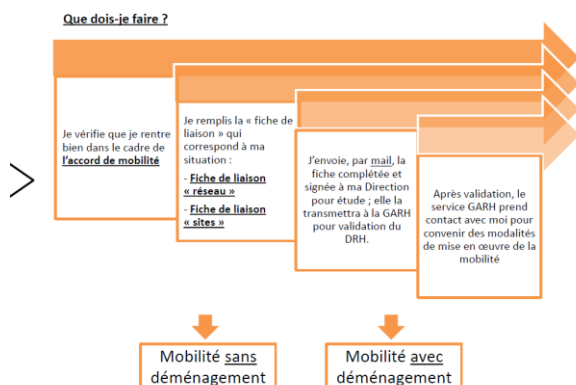 Que dois-je faire ?
Je vérifie que je rentre
bien dans le cadre de
l'accord de mobilité
Je remplis la « fiche de
liaison » qui
correspond à ma
situation :
- Fiche de liaison
« réseau »
- Fiche de liaison
« sites »
J'envoie, par mail, la
fiche complétée et
signée à ma Direction
pour étude ; elle la
transmettra à la GARH
pour validation du
DRH.
Après validation, le
service GARH prend
contact avec moi pour
convenir des modalités
de mise en œuvre de la
mobilité
Mobilité sans
déménagement
Mobilité avec
déménagement